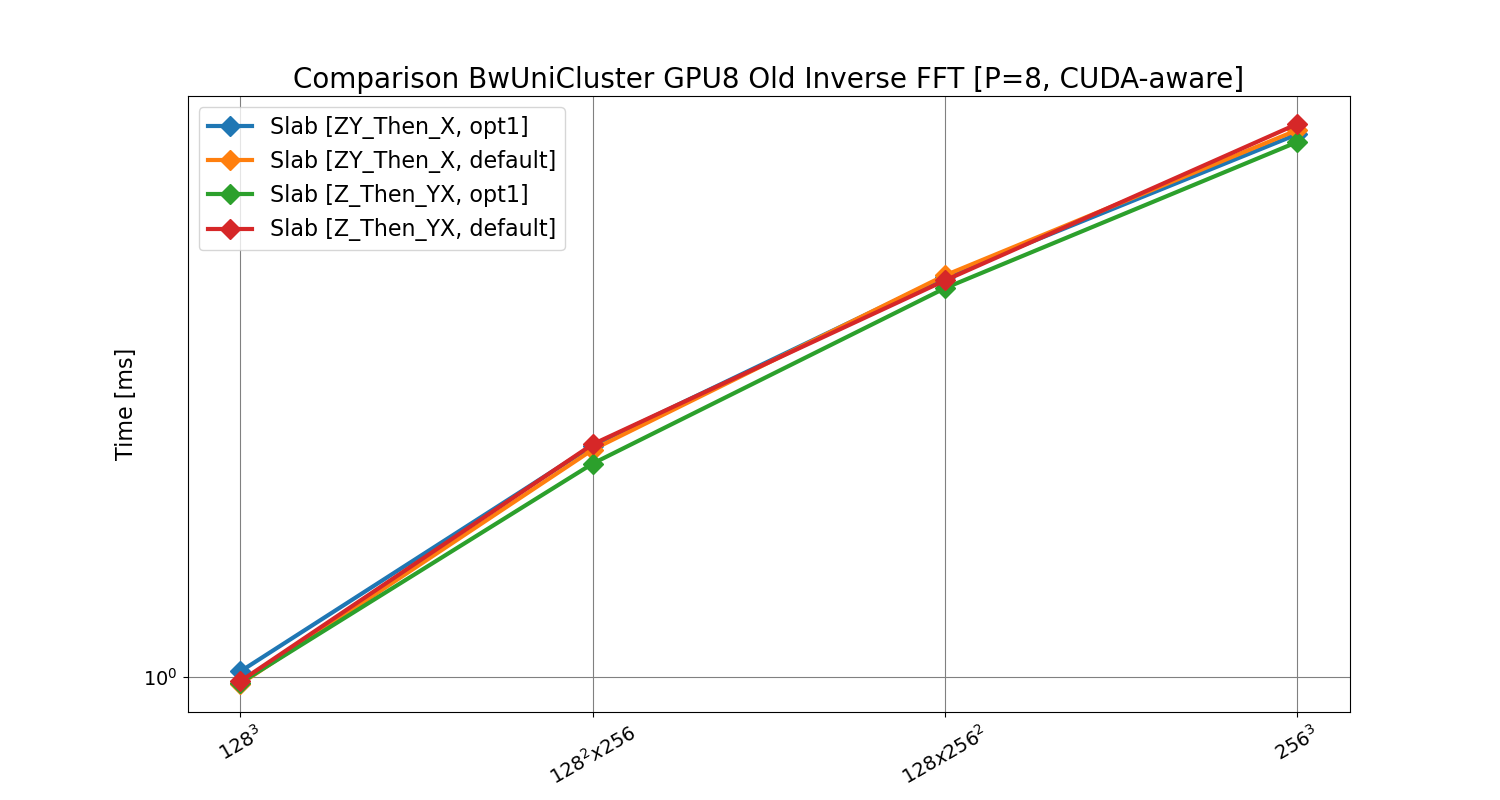 Comparison BwUniCluster GPU8 Old Inverse FFT [P=8, CUDA-aware]
Slab [ZY_Then_X, opt1]
Slab [ZY_Then_X, default]
Slab [Z_Then_YX, opt1]
Slab [Z_Then_YX, default]
Time [ms]
10⁰
128³
128²x256
128x256²
256³